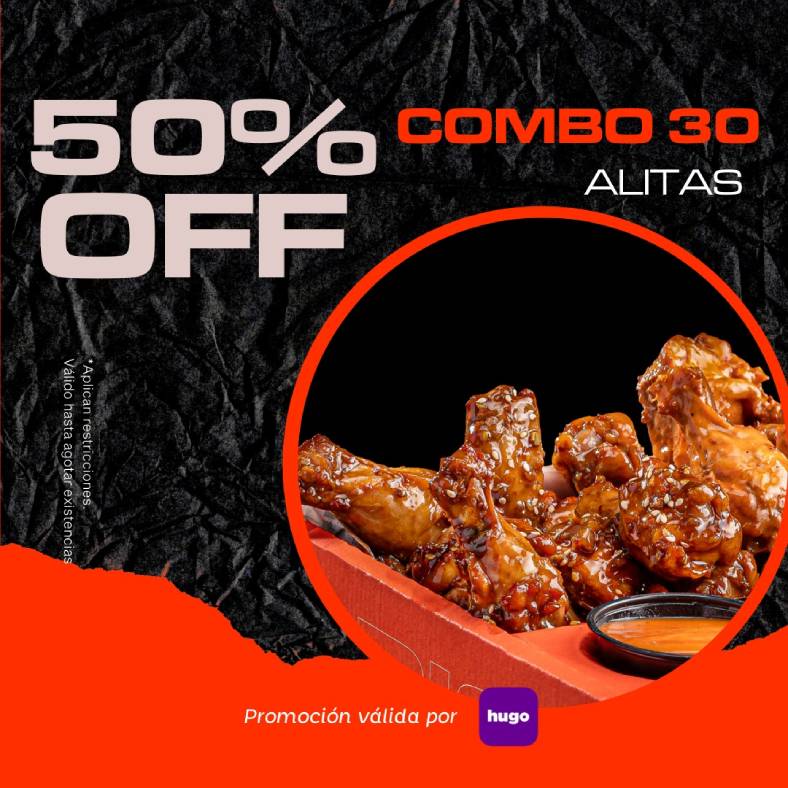 50%
OFF
COMBO 30
ALITAS
*Aplican restricciones.
Válido hasta agotar existencias
Promoción válida por
hugo